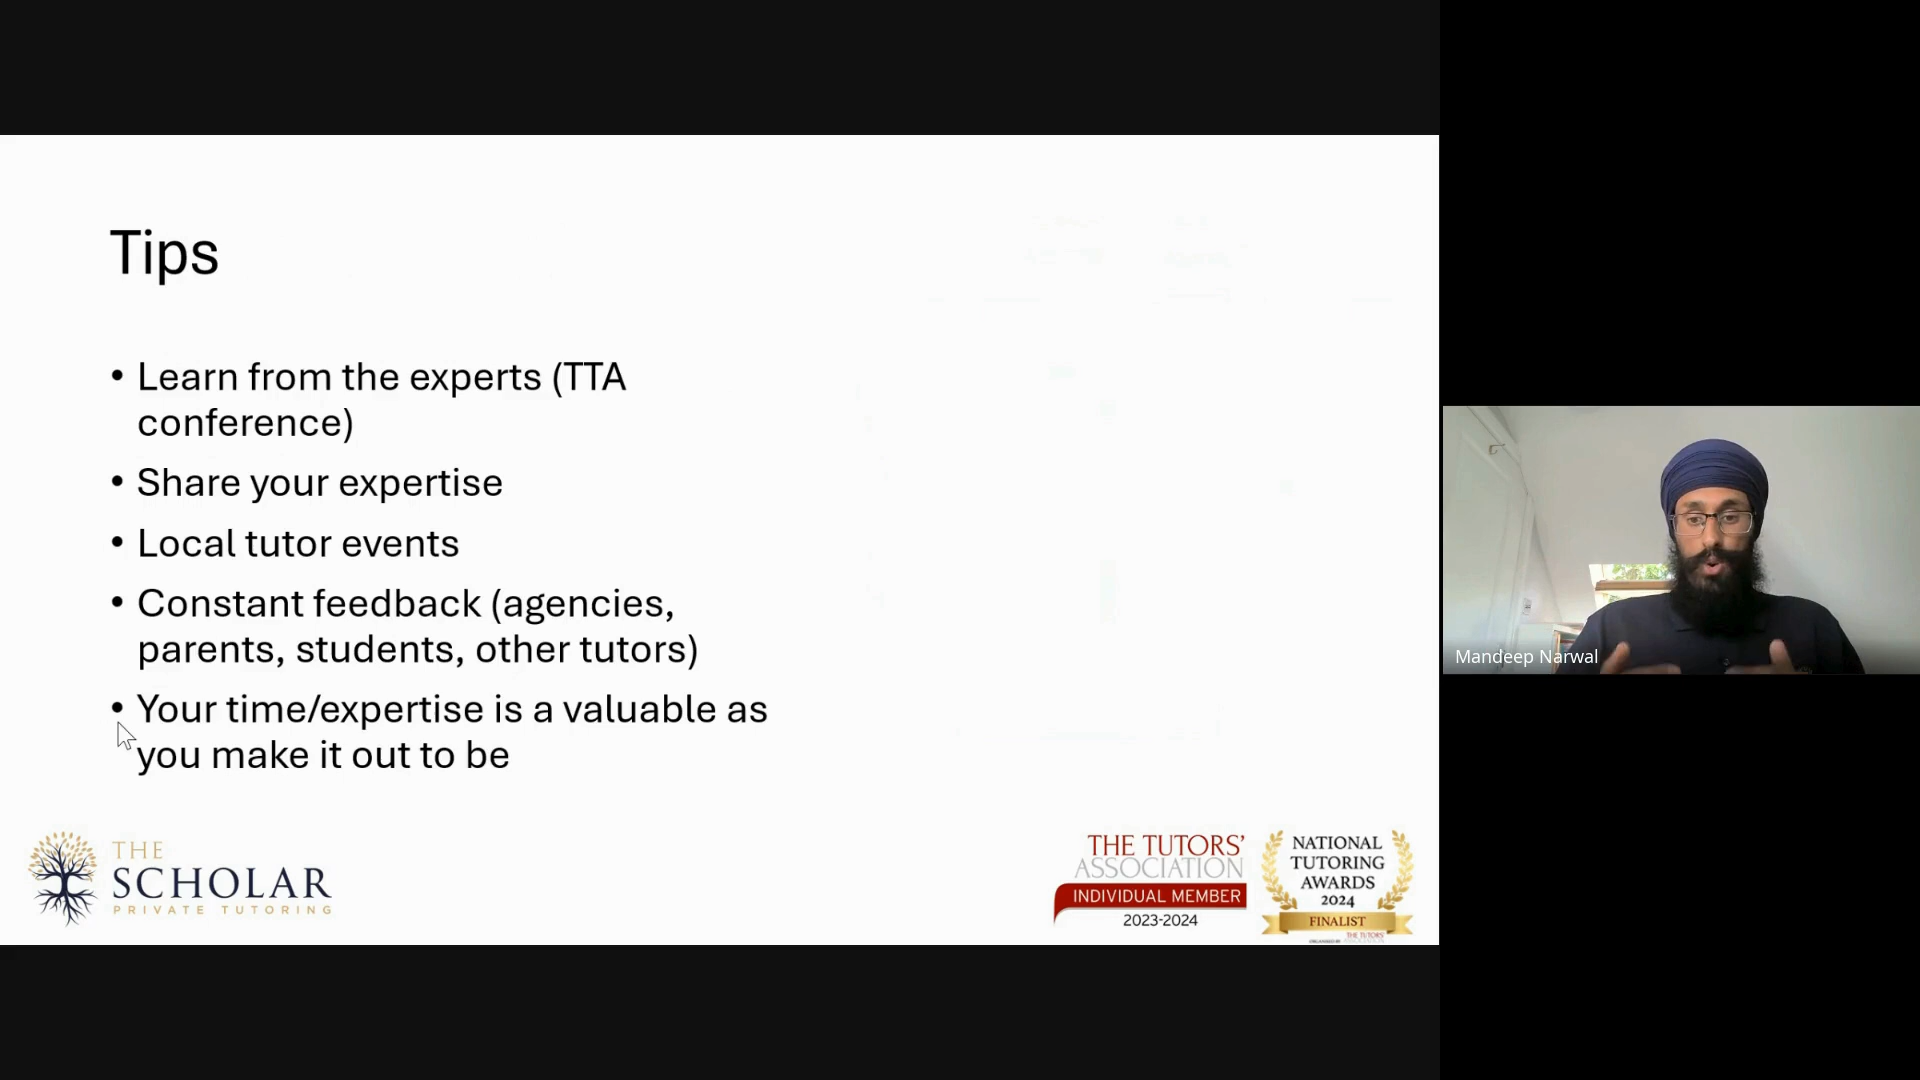 Tips
• Learn from the experts (TTA
conference)
• Share your expertise
• Local tutor events
• Constant feedback (agencies,
parents, students, other tutors)
• Your time/expertise is a valuable as
you make it out to be
THE
SCHOLAR
PRIVATE TUTORING
THE TUTORS'
ASSOCIATION
INDIVIDUAL MEMBER
2023-2024
NATIONAL
TUTORING
AWARDS
2024
FINALIST
THE TUTORS'
Mandeep Narwal